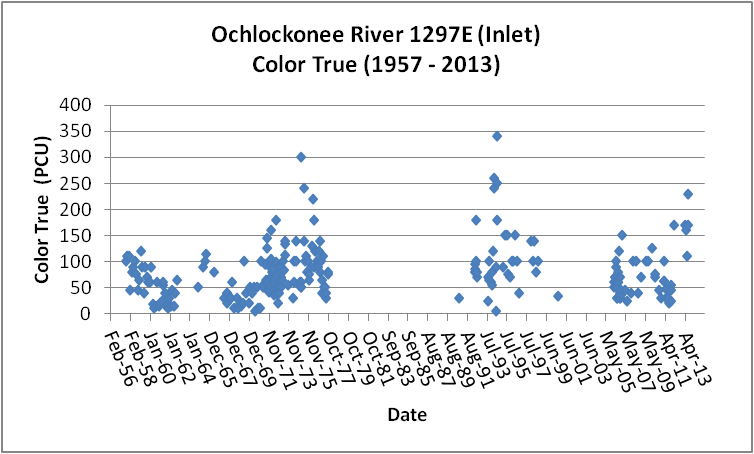 Ochlockonee River 1297E (Inlet)
Color True (1957 - 2013)
Color True (PCU)
400
350
300
250
200
150
100
50
0
Feb-56
Feb-58
Jan-60
Jan-62
Jan-64
Dec-65
Dec-67
Dec-69
Nov-71
Nov-73
Nov-75
Oct-77
Oct-79
Oct-81
Sep-83
Sep-85
Aug-87
Aug-89
Aug-91
Jul-93
Jul-95
Jul-97
Jun-99
Jun-01
Jun-03
May-05
May-07
May-09
Apr-11
Apr-13
Date